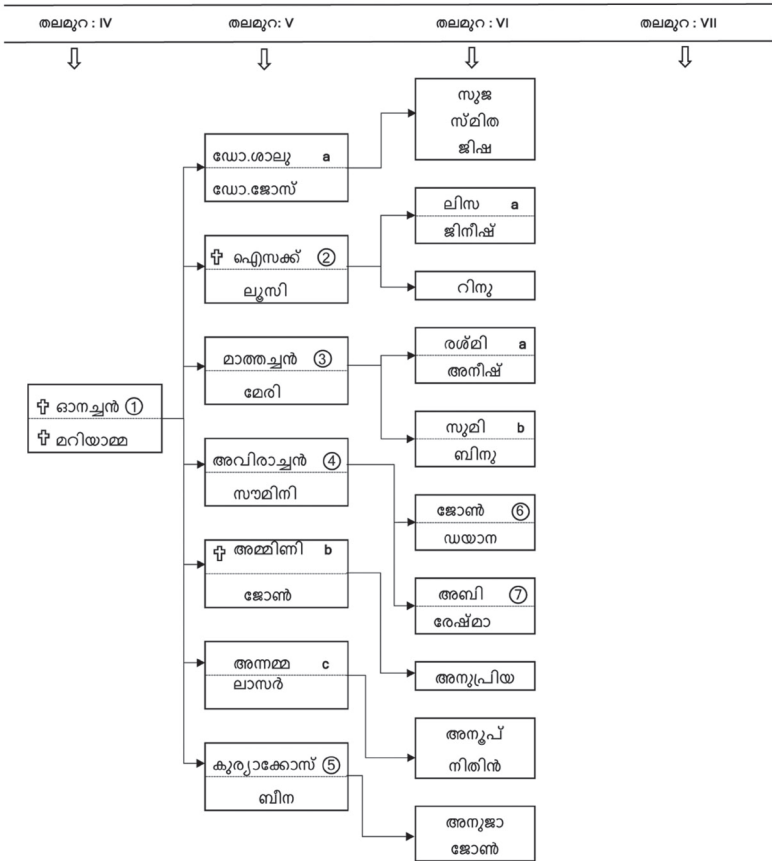 തലമുറ : IV
തലമുറ: V
തലമുറ : VI
തലമുറ : VII
ഓനച്ചൻ ①
മറിയാമ്മ
ഡോ.ശാലു a
ഡോ.ജോസ്
ഐസക്ക് ②
ലൂസി
മാത്തച്ചൻ ③
മേരി
അവിരാച്ചൻ ④
സൗമിനി
അമ്മിണി b
ജോൺ
അന്നമ്മ c
ലാസർ
കുര്യാക്കോസ് ⑤
ബീന
സുജ
സ്മിത
ജിഷ
ലിസ a
ജിനീഷ്
റിനു
രശ്മി a
അനീഷ്
സുമി b
ബിനു
ജോൺ ⑥
ഡയാന
അബി ⑦
രേഷ്മാ
അനുപ്രിയ
അനൂപ്
നിതിൻ
അനുജാ
ജോൺ